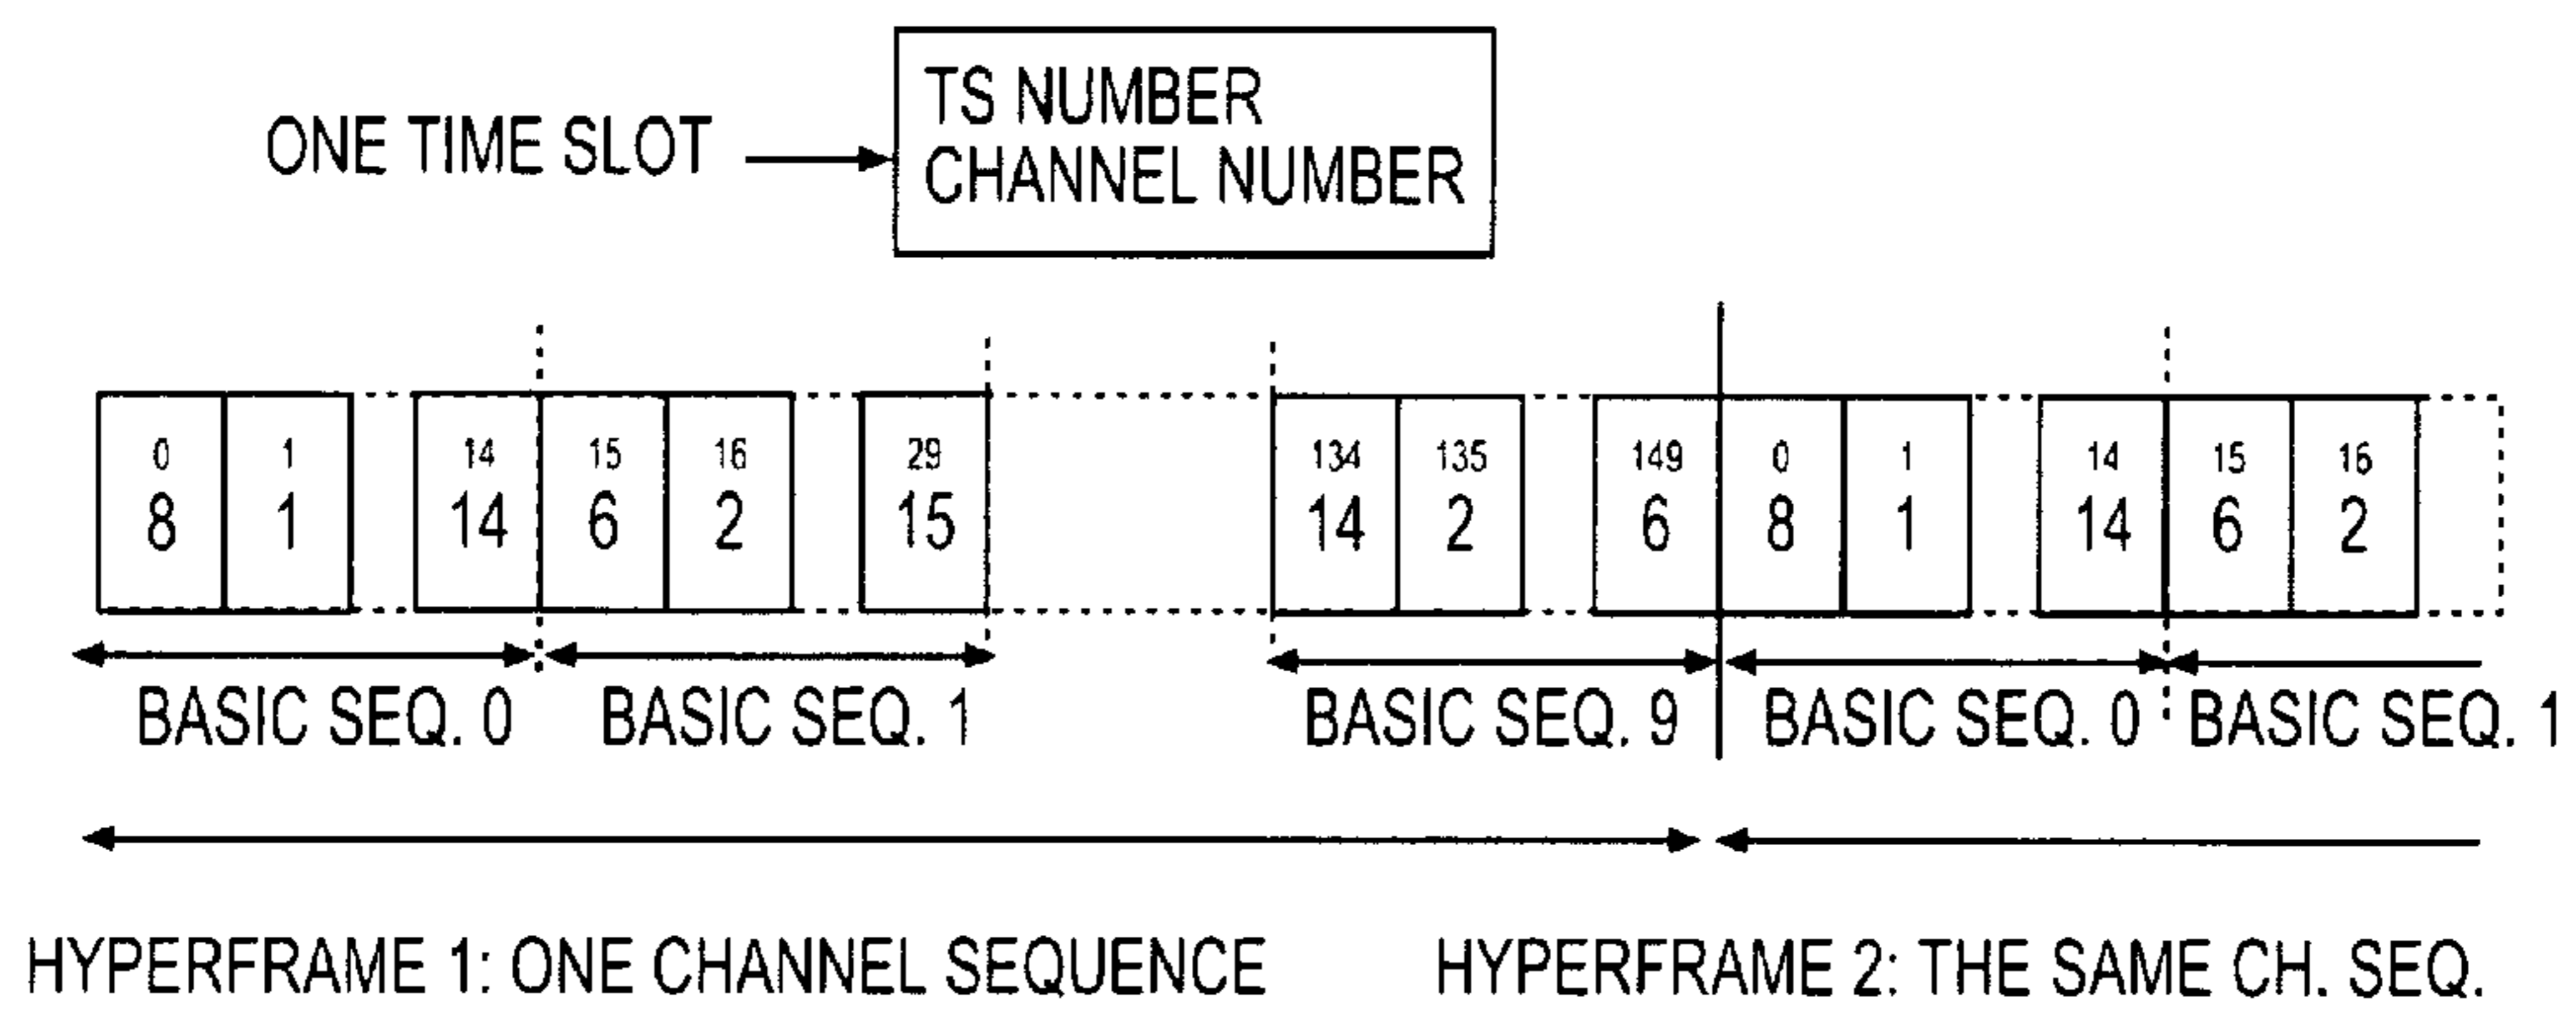 ONE TIME SLOT
TS NUMBER
CHANNEL NUMBER
0 1 14 15 16 29 134 135 149 0 1 14 15 16
8 1 14 6 2 15 14 2 6 8 1 14 6 2
BASIC SEQ. 0 BASIC SEQ. 1 BASIC SEQ. 9 BASIC SEQ. 0 BASIC SEQ. 1
HYPERFRAME 1: ONE CHANNEL SEQUENCE HYPERFRAME 2: THE SAME CH. SEQ.